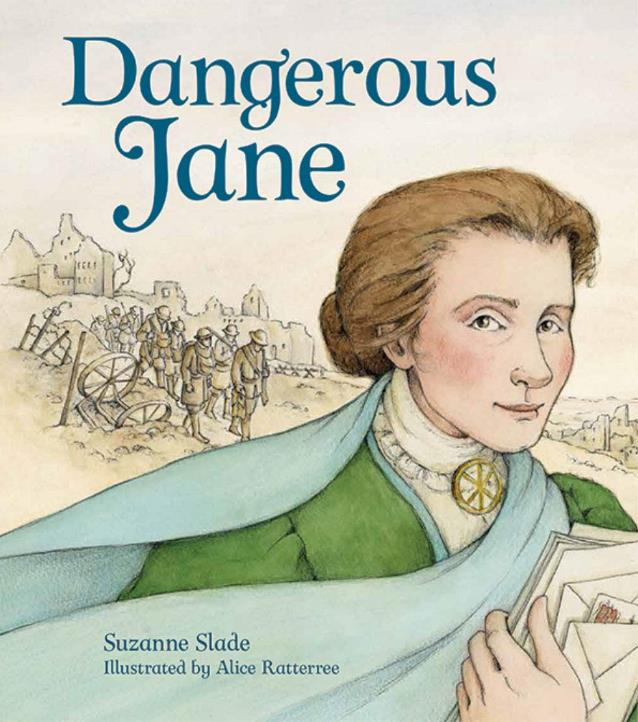 Dangerous
Jane
Suzanne Slade
Illustrated by Alice Ratterree